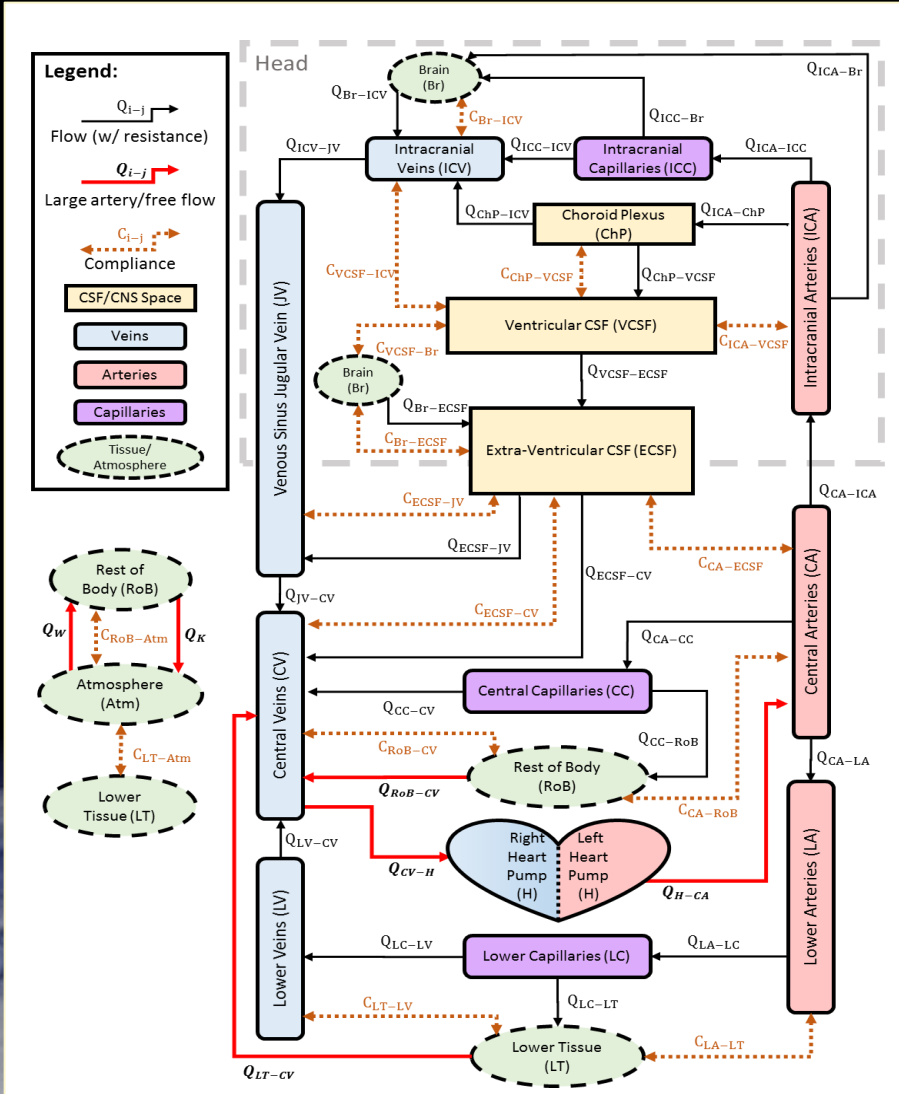 Legend:
Q_{i−j}
Flow (w/ resistance)
Q_{i−j}
Large artery/free flow
C_{i−j}
Compliance
CSF/CNS Space
Veins
Arteries
Capillaries
Tissue/
Atmosphere
Head
Brain
(Br)
Q_{ICA−Br}
Q_{Br−ICV}
C_{Br−ICV}
Q_{ICC−Br}
Q_{ICV−JV}
Intracranial
Veins (ICV)
Q_{ICC−ICV}
Intracranial
Capillaries (ICC)
Q_{ICA−ICC}
Q_{ChP−ICV}
Choroid Plexus
(ChP)
Q_{ICA−ChP}
Intracranial Arteries (ICA)
C_{VCSF−ICV}
C_{ChP−VCSF}
Q_{ChP−VCSF}
Venous Sinus Jugular Vein (JV)
Ventricular CSF (VCSF)
C_{ICA−VCSF}
C_{VCSF−Br}
Q_{VCSF−ECSF}
Brain
(Br)
Q_{Br−ECSF}
C_{Br−ECSF}
Extra-Ventricular CSF (ECSF)
C_{ECSF−JV}
Q_{CA−ICA}
Q_{ECSF−JV}
Q_{ECSF−CV}
C_{CA−ECSF}
Q_{JV−CV}
C_{ECSF−CV}
Central Arteries (CA)
Q_{CA−CC}
Central Veins (CV)
Central Capillaries (CC)
Q_{CC−CV}
C_{RoB−CV}
Q_{CC−RoB}
Q_{RoB−CV}
Rest of Body
(RoB)
C_{CA−RoB}
Q_{CA−LA}
Q_{LV−CV}
Q_{CV−H}
Right
Heart
Pump
(H)
Left
Heart
Pump
(H)
Q_{H−CA}
Lower Arteries (LA)
Lower Veins (LV)
Q_{LC−LV}
Lower Capillaries (LC)
Q_{LA−LC}
Q_{LC−LT}
C_{LT−LV}
Lower Tissue
(LT)
C_{LA−LT}
Q_{LT−CV}
Rest of
Body (RoB)
Q_W
C_{RoB−Atm}
Q_K
Atmosphere
(Atm)
C_{LT−Atm}
Lower
Tissue (LT)